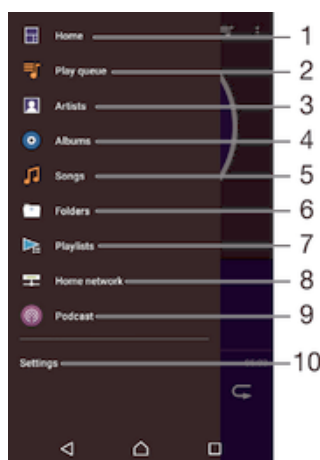 Home 1
Play queue 2
Artists 3
Albums 4
Songs 5
Folders 6
Playlists 7
Home network 8
Podcast 9
Settings 10